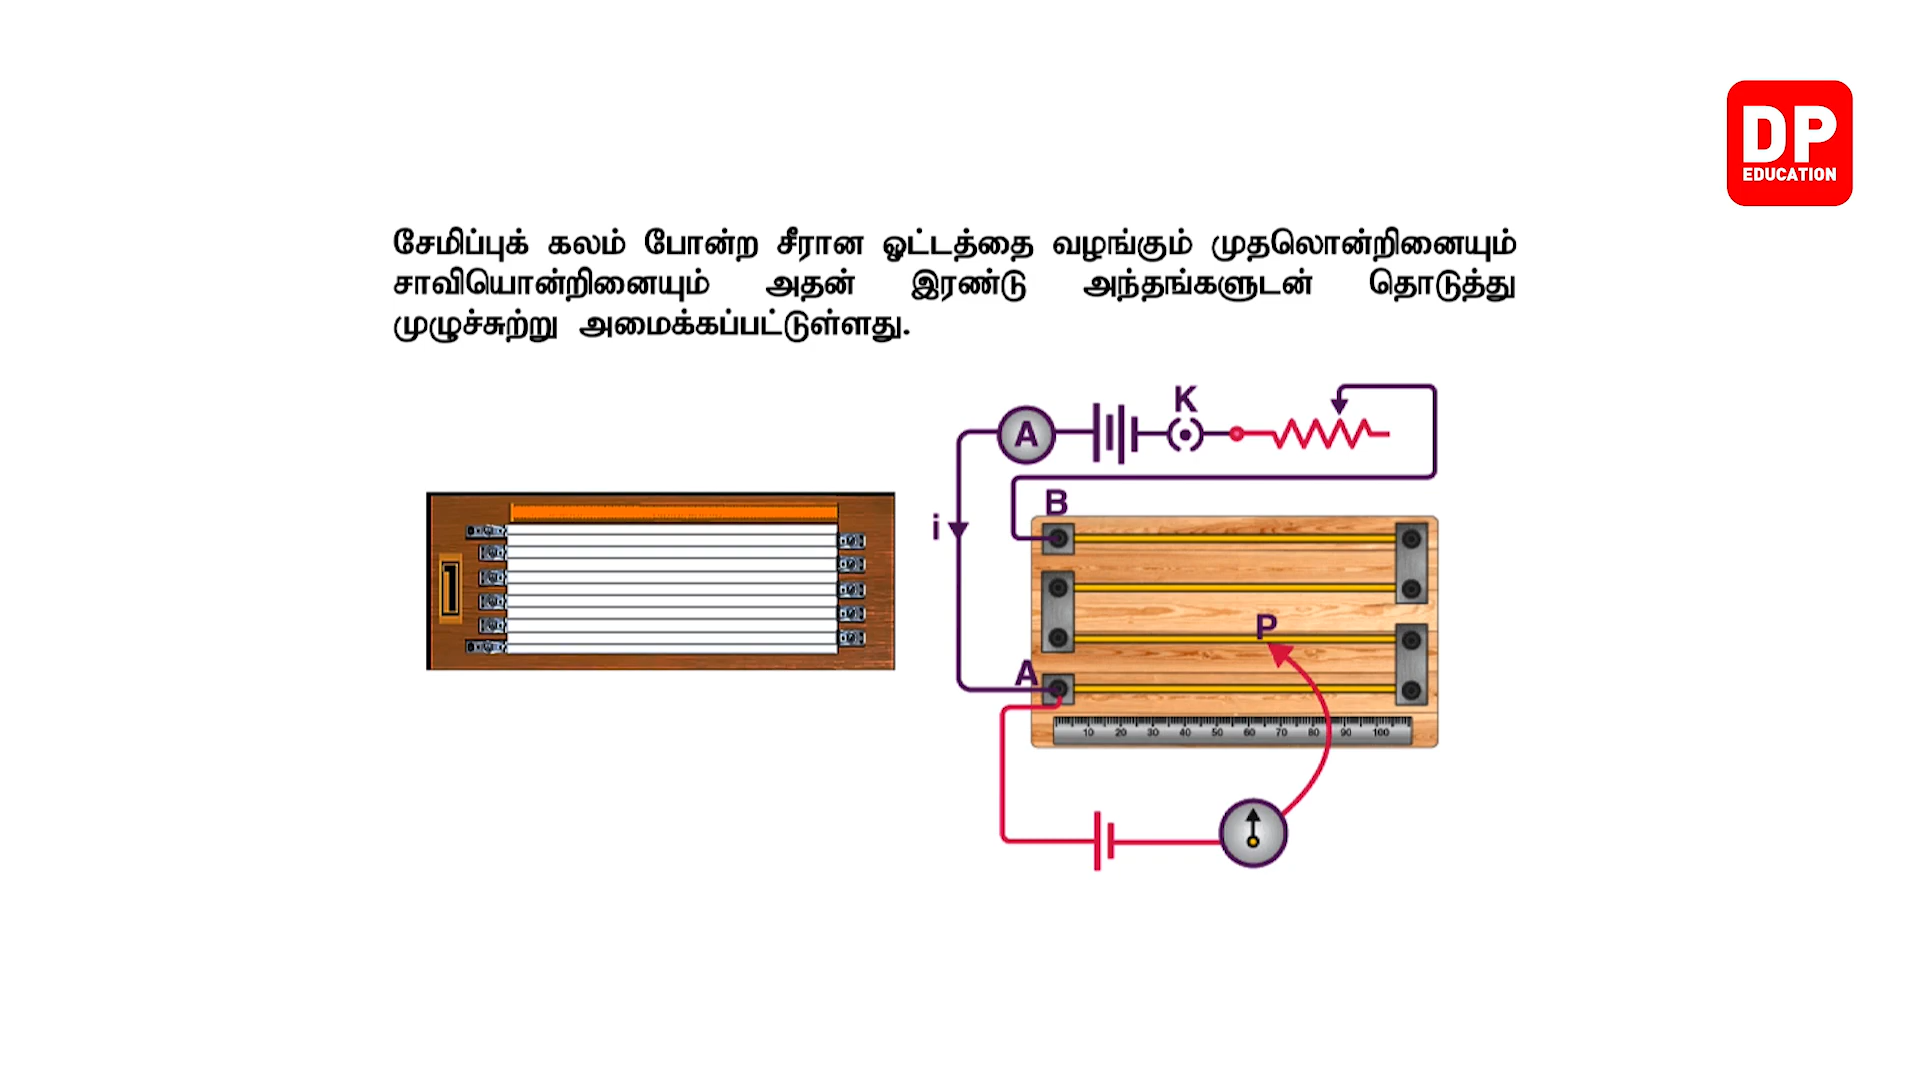 DP
EDUCATION
சேமிப்புக் கலம் போன்ற சீரான ஓட்டத்தை வழங்கும் முதலொன்றினையும்
சாவியொன்றினையும் அதன் இரண்டு அந்தங்களுடன் தொடுத்து
முழுச்சுற்று அமைக்கப்பட்டுள்ளது.
K
A
B
i
P
A
10 20 30 40 50 60 70 80 90 100